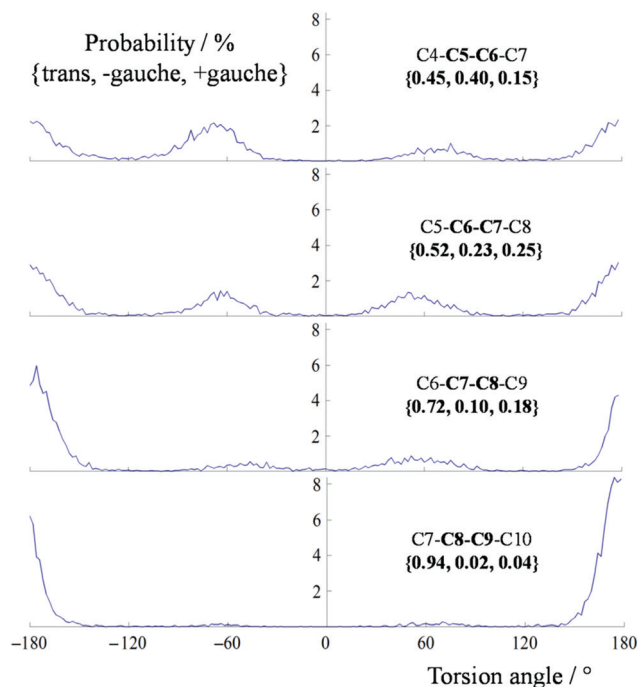 Probability / %
{trans, -gauche, +gauche}
8
6
4
2
C4-C5-C6-C7
{0.45, 0.40, 0.15}
8
6
4
2
C5-C6-C7-C8
{0.52, 0.23, 0.25}
8
6
4
2
C6-C7-C8-C9
{0.72, 0.10, 0.18}
8
6
4
2
C7-C8-C9-C10
{0.94, 0.02, 0.04}
−180 −120 −60 0 60 120 180
Torsion angle / °